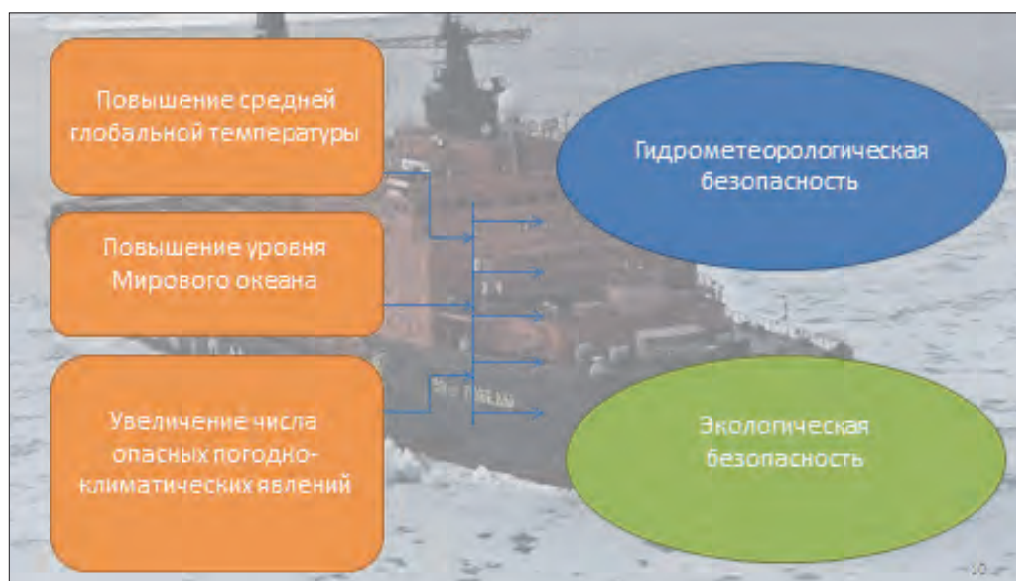 Повышение средней
глобальной температуры
Повышение уровня
Мирового океана
Увеличение числа
опасных погодно-
климатических явлений
Гидрометеорологическая
безопасность
Экологическая
безопасность
10